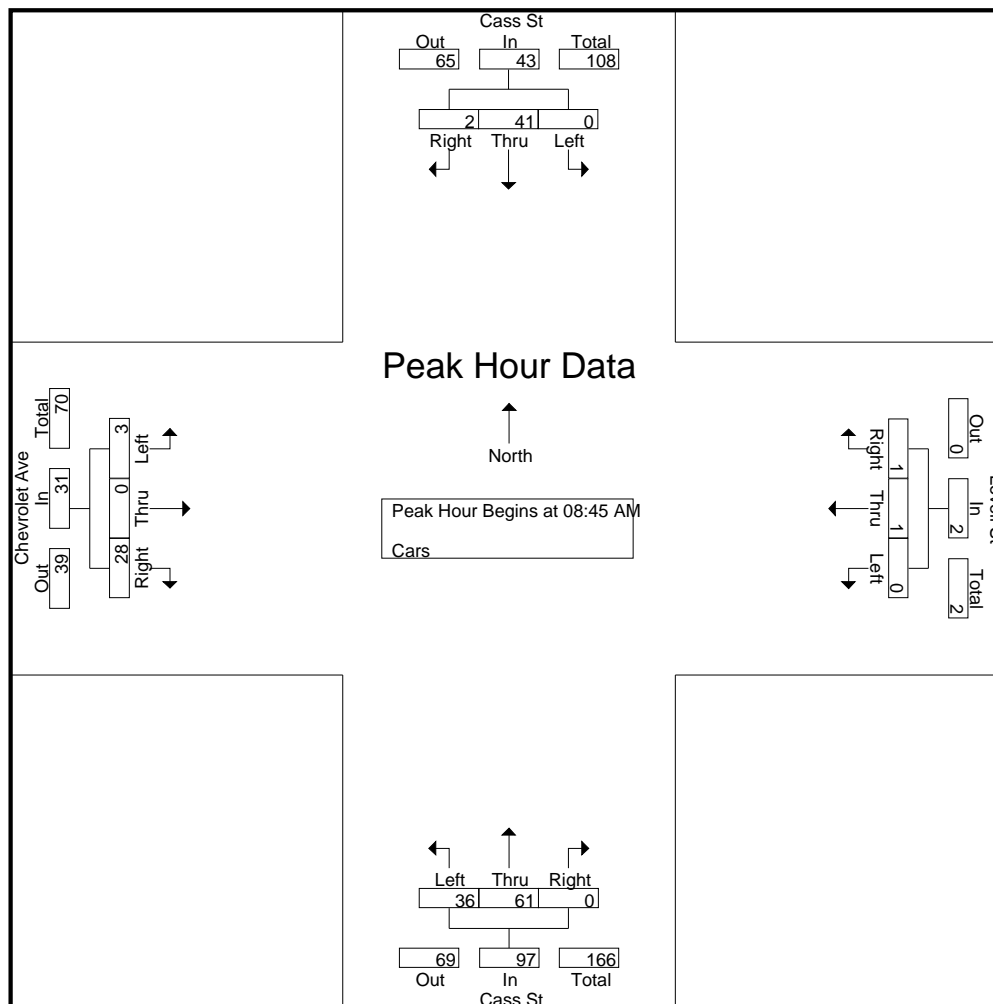 Cass St
Out In Total
65 43 108
2 41 0
Right Thru Left
Peak Hour Data
North
Peak Hour Begins at 08:45 AM
Cars
Chevrolet Ave
Total In Out
70 31 39
3 0 28
Left Thru Right
Right Thru Left
1 1 0
Out In Total
0 2 2
Left Thru Right
36 61 0
69 97 166
Out In Total
Cass St